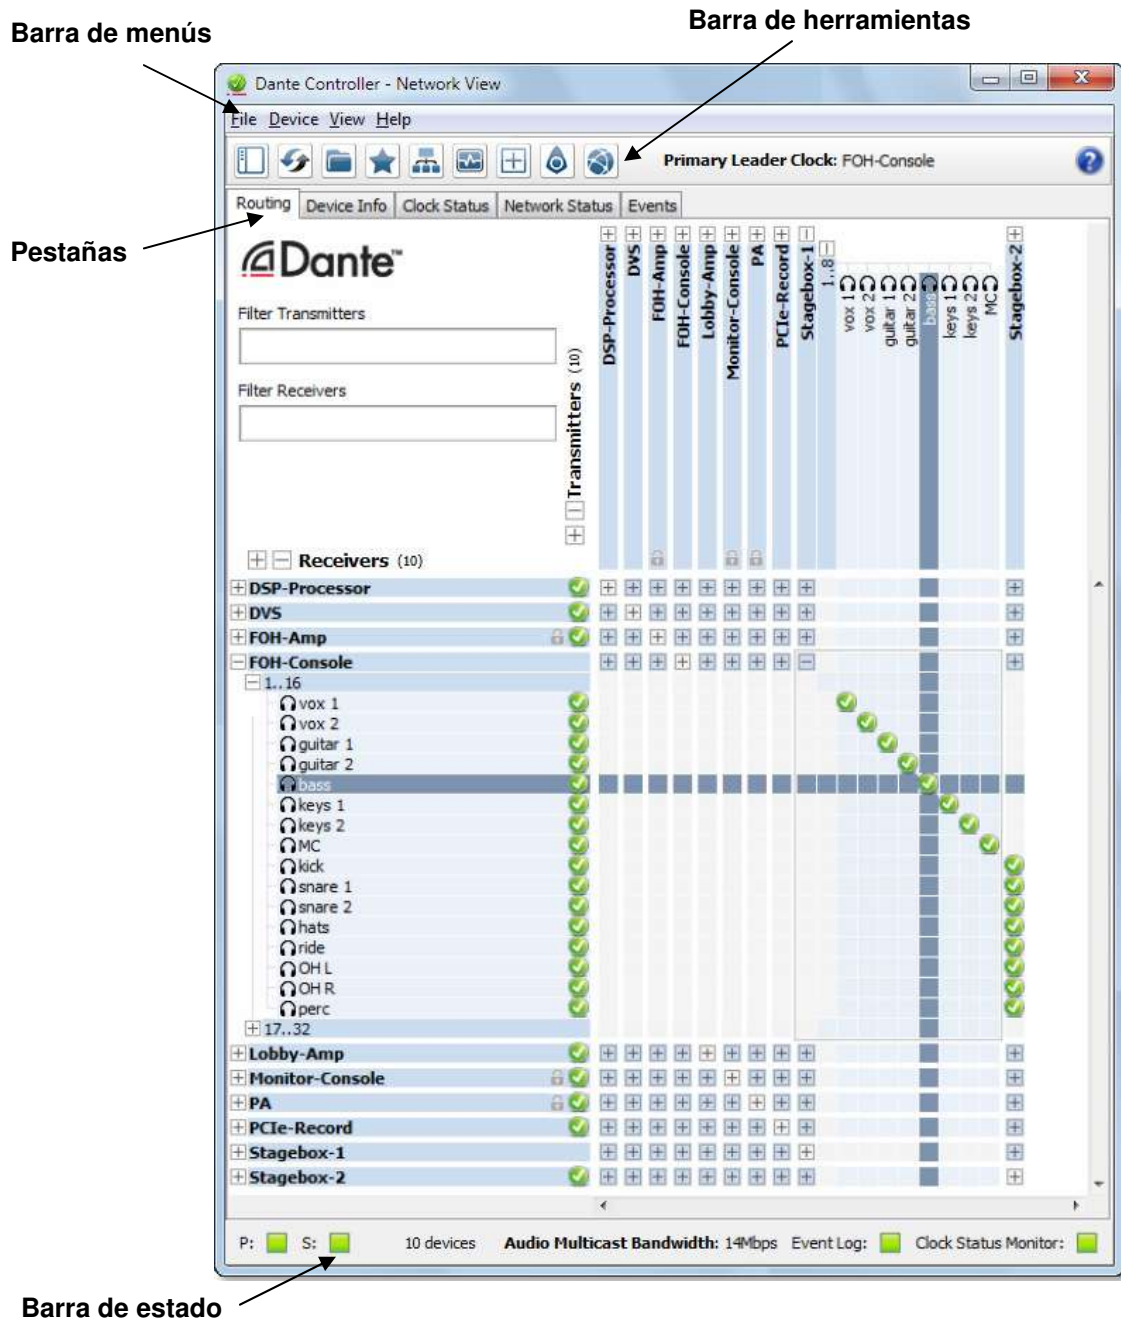 Barra de menús
Barra de herramientas
Dante Controller - Network View
File Device View Help
Primary Leader Clock: FOH-Console
Routing Device Info Clock Status Network Status Events
Pestañas
Dante™
Filter Transmitters
Filter Receivers
Transmitters (10)
DSP-Processor
DVS
FOH-Amp
FOH-Console
Lobby-Amp
Monitor-Console
PA
PCIe-Record
Stagebox-1
1..8
vox 1
vox 2
guitar 1
guitar 2
bass
keys 1
keys 2
MC
Stagebox-2
Receivers (10)
DSP-Processor
DVS
FOH-Amp
FOH-Console
1..16
vox 1
vox 2
guitar 1
guitar 2
bass
keys 1
keys 2
MC
kick
snare 1
snare 2
hats
ride
OH L
OH R
perc
17..32
Lobby-Amp
Monitor-Console
PA
PCIe-Record
Stagebox-1
Stagebox-2
P: S: 10 devices Audio Multicast Bandwidth: 14Mbps Event Log: Clock Status Monitor:
Barra de estado